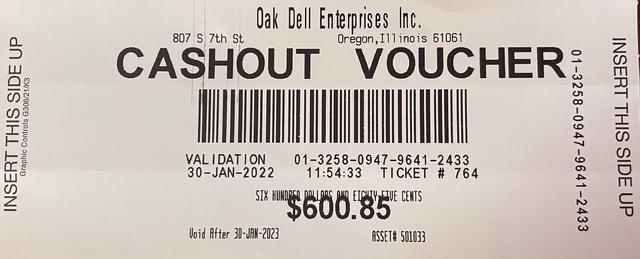 Oak Dell Enterprises Inc.
807 S 7th St Oregon, Illinois 61061
CASHOUT VOUCHER
VALIDATION 01-3258-0947-9641-2433
30-JAN-2022 11:54:33 TICKET # 764
SIX HUNDRED DOLLARS AND EIGHTY-FIVE CENTS
$600.85
Void After 30-JAN-2023 ASSET# 501033
INSERT THIS SIDE UP
Graphic Controls G308/21/K3
01-3258-0947-9641-2433
INSERT THIS SIDE UP